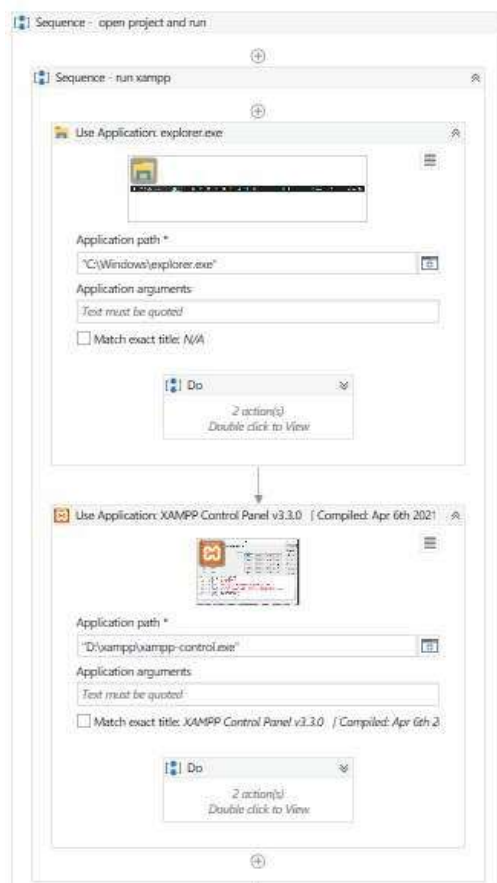 Sequence - open project and run
Sequence - run xampp
Use Application: explorer.exe
Application path *
"C:\Windows\explorer.exe"
Application arguments
Text must be quoted
Match exact title: N/A
Do
2 action(s)
Double click to View
Use Application: XAMPP Control Panel v3.3.0 [ Compiled: Apr 6th 2021
Application path *
"D:\xampp\xampp-control.exe"
Application arguments
Text must be quoted
Match exact title: XAMPP Control Panel v3.3.0 [ Compiled: Apr 6th 2
Do
2 action(s)
Double click to View